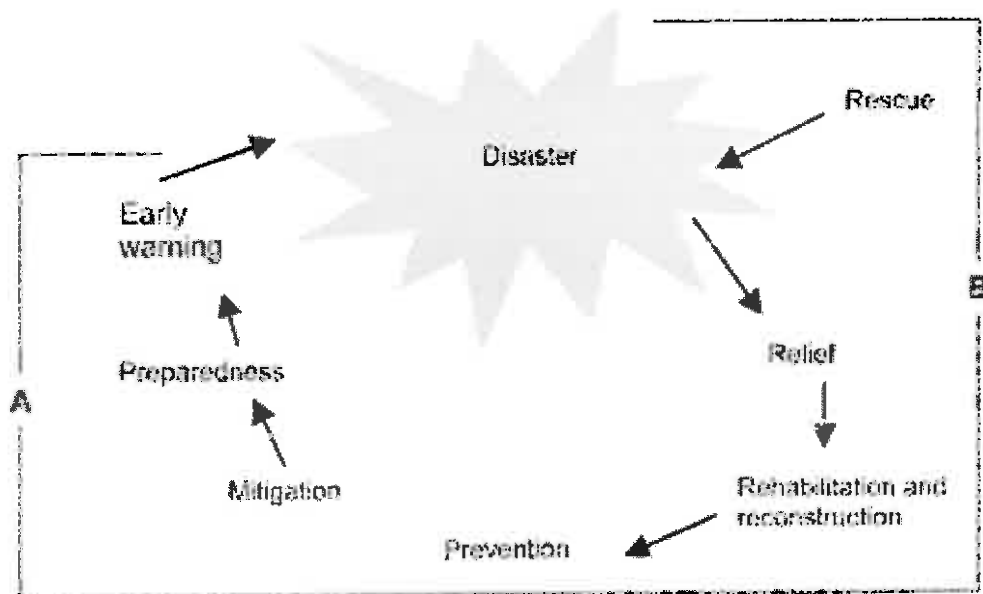 Rescue
Disaster
Early
warning
B
Relief
Preparedness
A
Mitigation
Rehabilitation and
reconstruction
Prevention